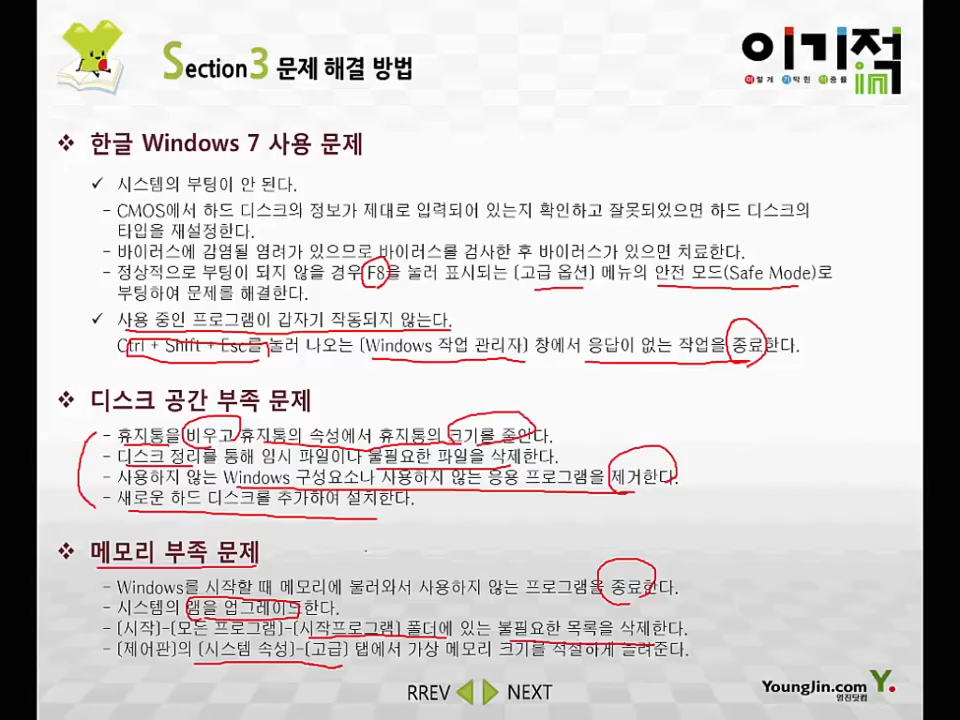 Section3 문제 해결 방법
이기적in
이렇게 기막힌 적중률
❖ 한글 Windows 7 사용 문제
✓ 시스템의 부팅이 안 된다.
- CMOS에서 하드 디스크의 정보가 제대로 입력되어 있는지 확인하고 잘못되었으면 하드 디스크의
타입을 재설정한다.
- 바이러스에 감염될 염려가 있으므로 바이러스를 검사한 후 바이러스가 있으면 치료한다.
- 정상적으로 부팅이 되지 않을 경우 F8을 눌러 표시되는 [고급 옵션] 메뉴의 안전 모드(Safe Mode)로
부팅하여 문제를 해결한다.
✓ 사용 중인 프로그램이 갑자기 작동되지 않는다.
Ctrl + Shift + Esc를 눌러 나오는 [Windows 작업 관리자] 창에서 응답이 없는 작업을 종료한다.
❖ 디스크 공간 부족 문제
- 휴지통을 비우고 휴지통의 속성에서 휴지통의 크기를 줄인다.
- 디스크 정리를 통해 임시 파일이나 불필요한 파일을 삭제한다.
- 사용하지 않는 Windows 구성요소나 사용하지 않는 응용 프로그램을 제거한다.
- 새로운 하드 디스크를 추가하여 설치한다.
❖ 메모리 부족 문제
- Windows를 시작할 때 메모리에 불러와서 사용하지 않는 프로그램을 종료한다.
- 시스템의 램을 업그레이드한다.
- [시작]-[모든 프로그램]-[시작프로그램] 폴더에 있는 불필요한 목록을 삭제한다.
- [제어판]의 [시스템 속성]-[고급] 탭에서 가상 메모리 크기를 적절하게 늘려준다.
RREV NEXT
YoungJin.com Y.
영진닷컴